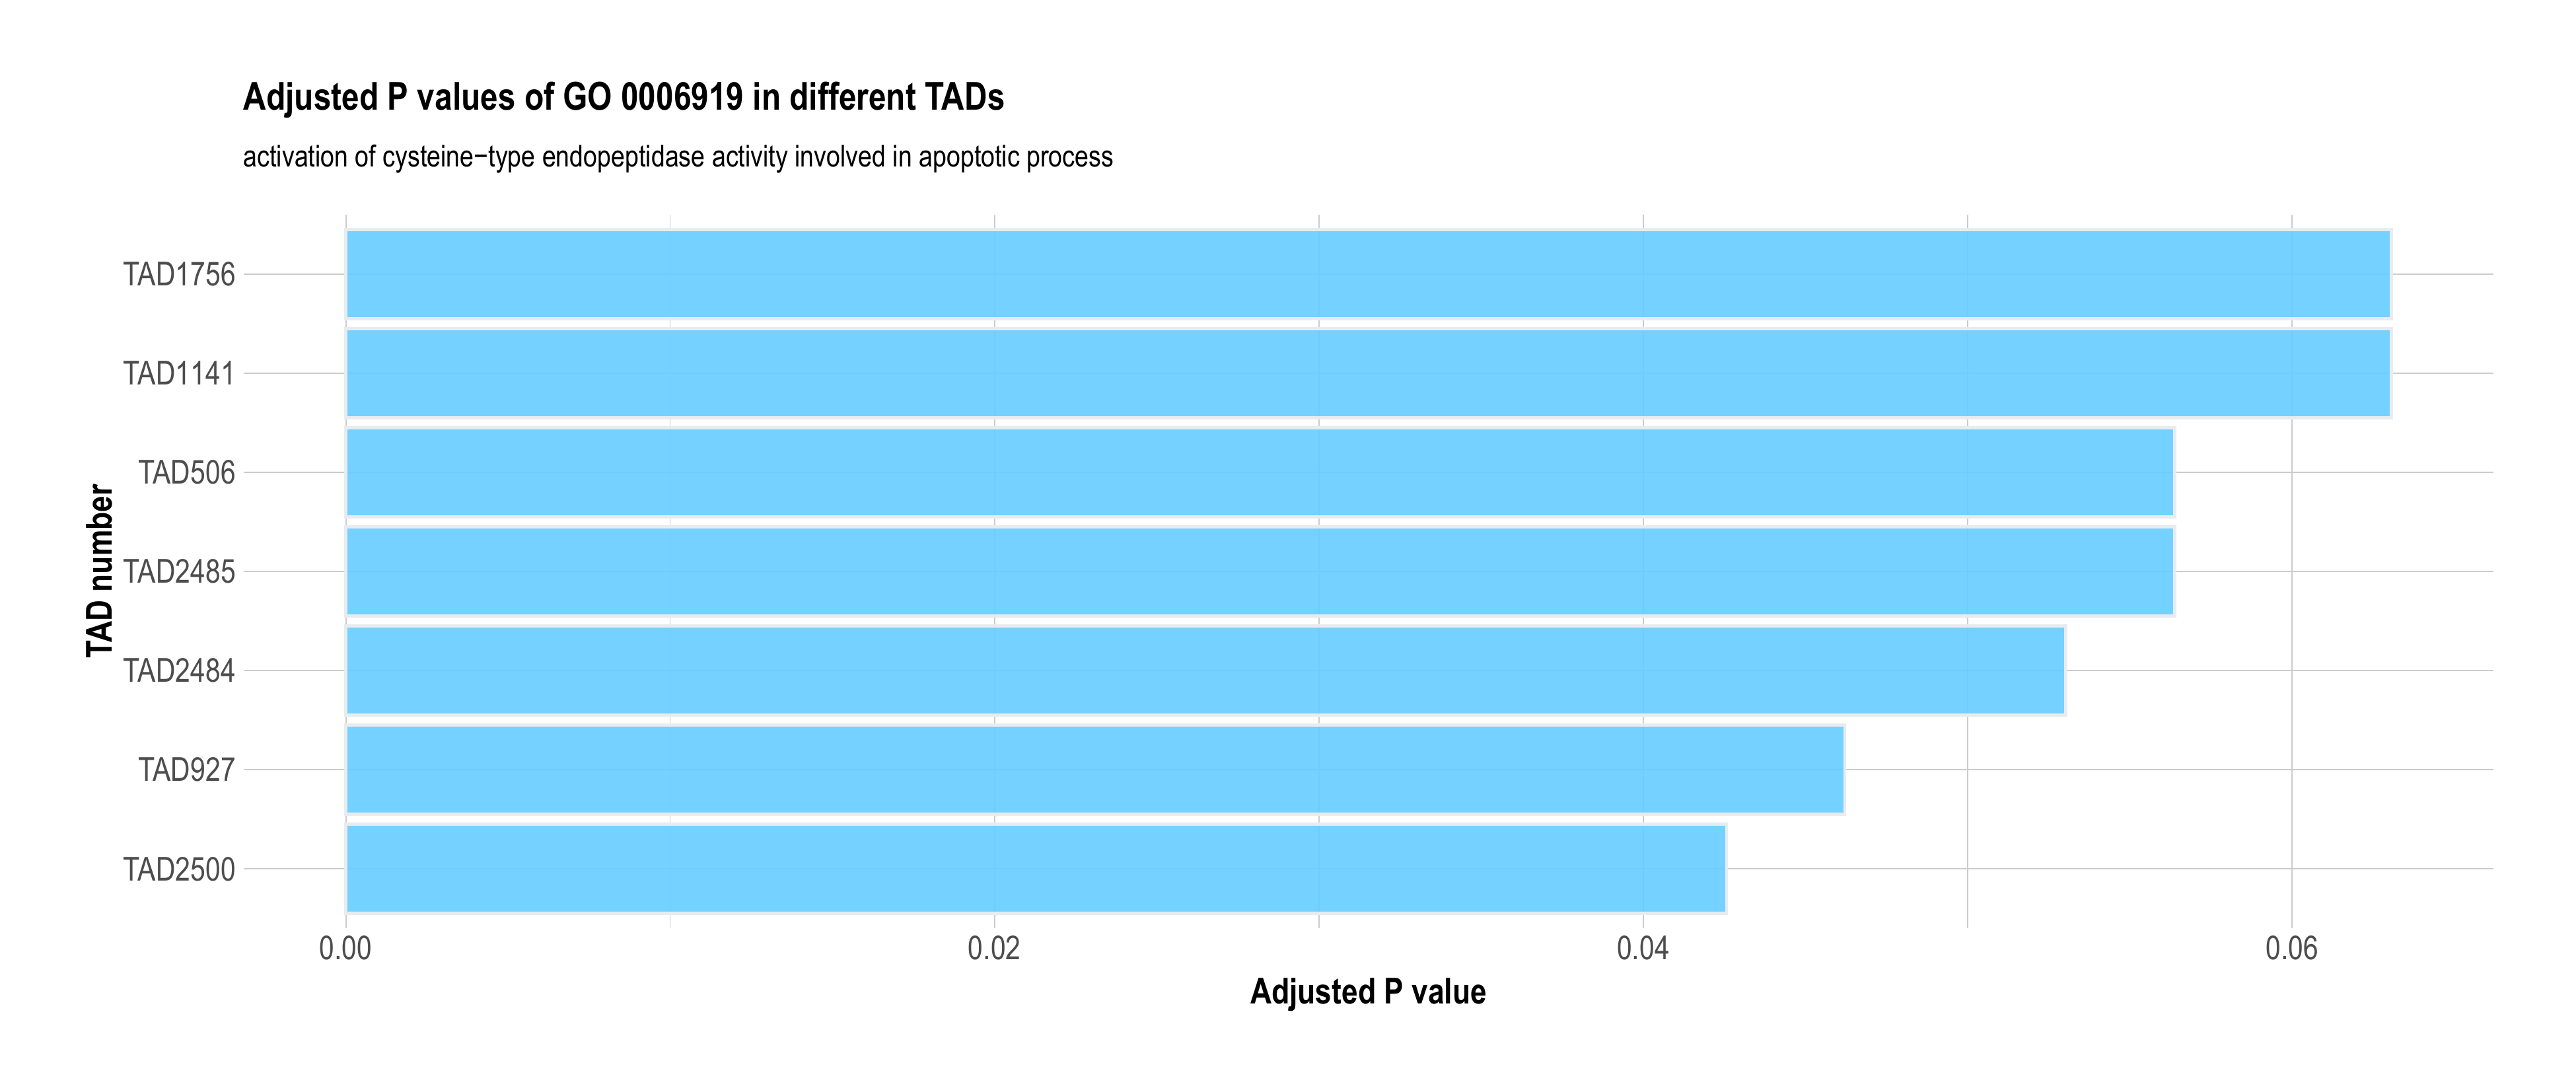 Adjusted P values of GO 0006919 in different TADs
activation of cysteine−type endopeptidase activity involved in apoptotic process
TAD number
TAD1756
TAD1141
TAD506
TAD2485
TAD2484
TAD927
TAD2500
0.00 0.02 0.04 0.06
Adjusted P value